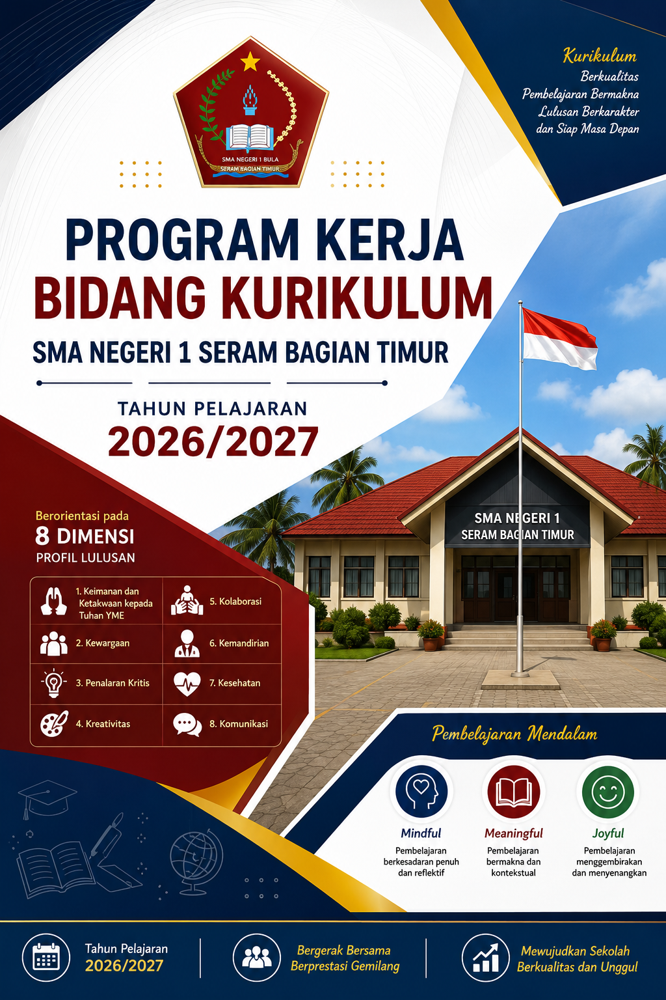 Kurikulum
Berkualitas
Pembelajaran Bermakna
Lulusan Berkarakter
dan Siap Masa Depan
SMA NEGERI 1 BULA
SERAM BAGIAN TIMUR
PROGRAM KERJA
BIDANG KURIKULUM
SMA NEGERI 1 SERAM BAGIAN TIMUR
TAHUN PELAJARAN
2026/2027
SMA NEGERI 1
SERAM BAGIAN TIMUR
Berorientasi pada
8 DIMENSI
PROFIL LULUSAN
1. Keimanan dan
Ketakwaan kepada
Tuhan YME
2. Kewargaan
3. Penalaran Kritis
4. Kreativitas
5. Kolaborasi
6. Kemandirian
7. Kesehatan
8. Komunikasi
Pembelajaran Mendalam
Mindful
Pembelajaran
berkesadaran penuh
dan reflektif
Meaningful
Pembelajaran
bermakna dan
kontekstual
Joyful
Pembelajaran
menggembirakan
dan menyenangkan
Tahun Pelajaran
2026/2027
Bergerak Bersama
Berprestasi Gemilang
Mewujudkan Sekolah
Berkualitas dan Unggul